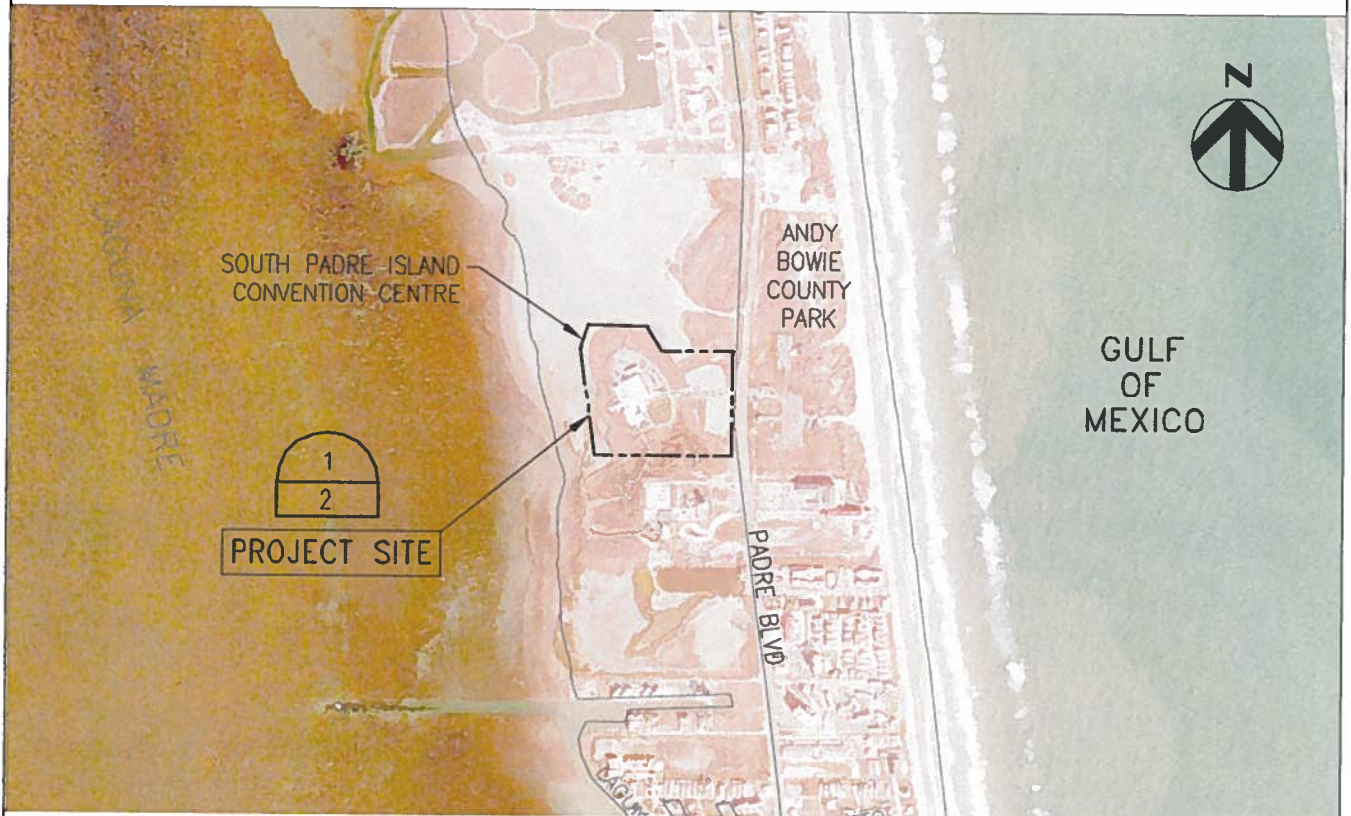 N
ANDY
BOWIE
COUNTY
PARK
SOUTH PADRE ISLAND
CONVENTION CENTRE
LAGUNA MADRE
GULF
OF
MEXICO
1
2
PROJECT SITE
PADRE BLVD